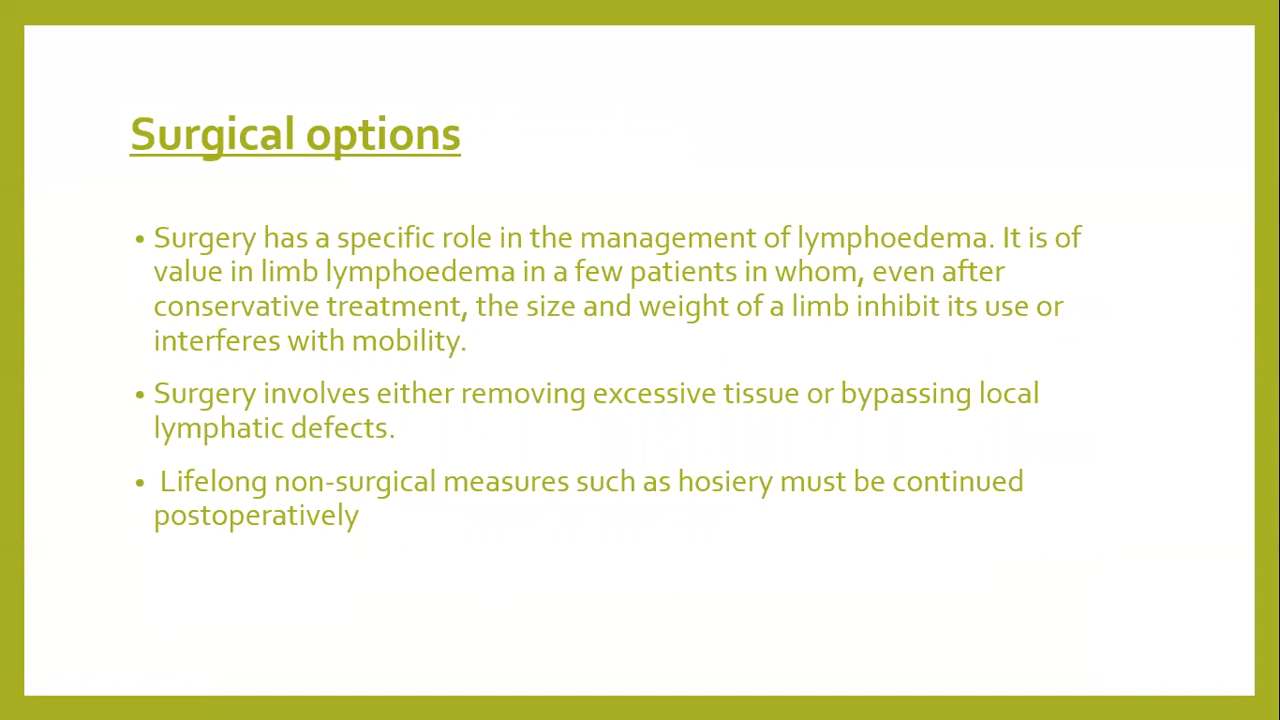 Surgical options
• Surgery has a specific role in the management of lymphoedema. It is of
value in limb lymphoedema in a few patients in whom, even after
conservative treatment, the size and weight of a limb inhibit its use or
interferes with mobility.
• Surgery involves either removing excessive tissue or bypassing local
lymphatic defects.
• Lifelong non-surgical measures such as hosiery must be continued
postoperatively